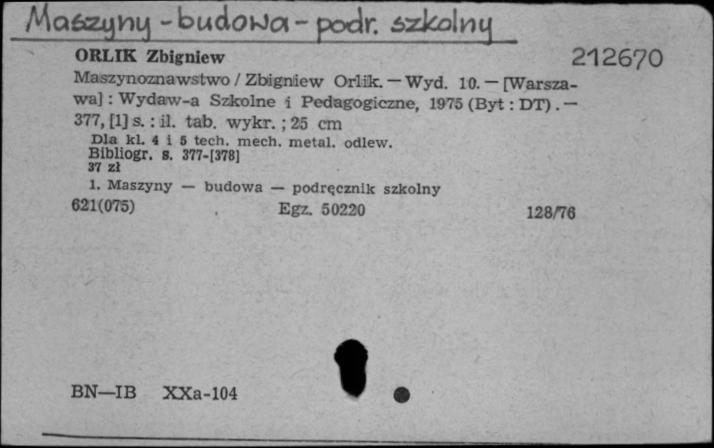 Maszyny - budowa - podr. szkolny
ORLIK Zbigniew
212670
Maszynoznawstwo / Zbigniew Orlik. — Wyd. 10. — [Warsza-
wa] : Wydaw-a Szkolne i Pedagogiczne, 1975 (Byt : DT). —
377, [1] s. : il. tab. wykr. ; 25 cm
Dla kl. 4 i 5 tech. mech. metal. odlew.
Bibliogr. s. 377-[378]
37 zł
1. Maszyny — budowa — podręcznik szkolny
621(075) Egz. 50220 128/76
BN—IB XXa-104